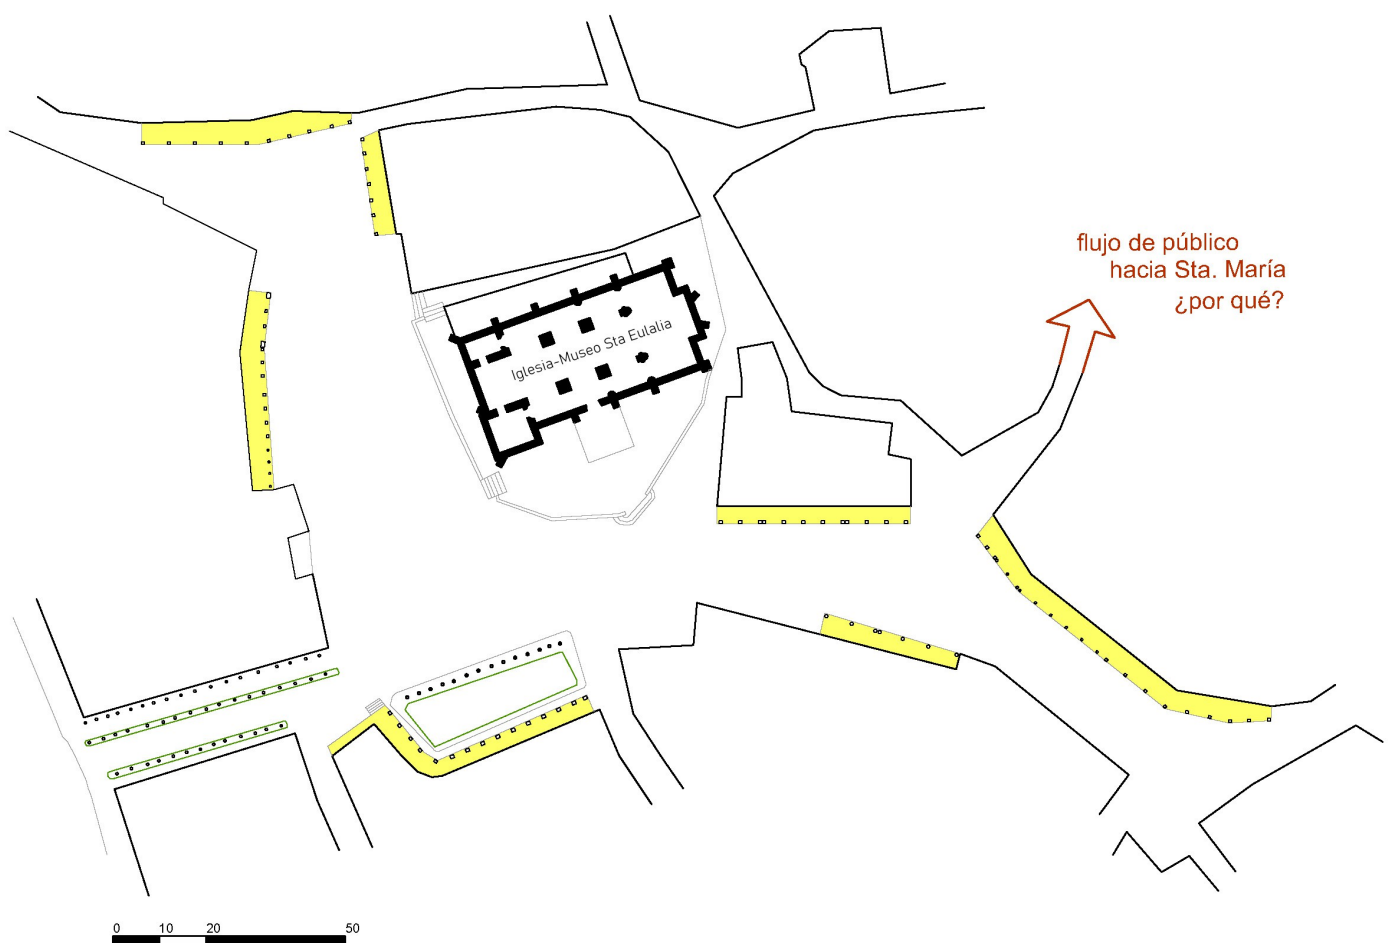 flujo de público
hacia Sta. María
¿por qué?
Iglesia-Museo Sta Eulalia
0 10 20 50